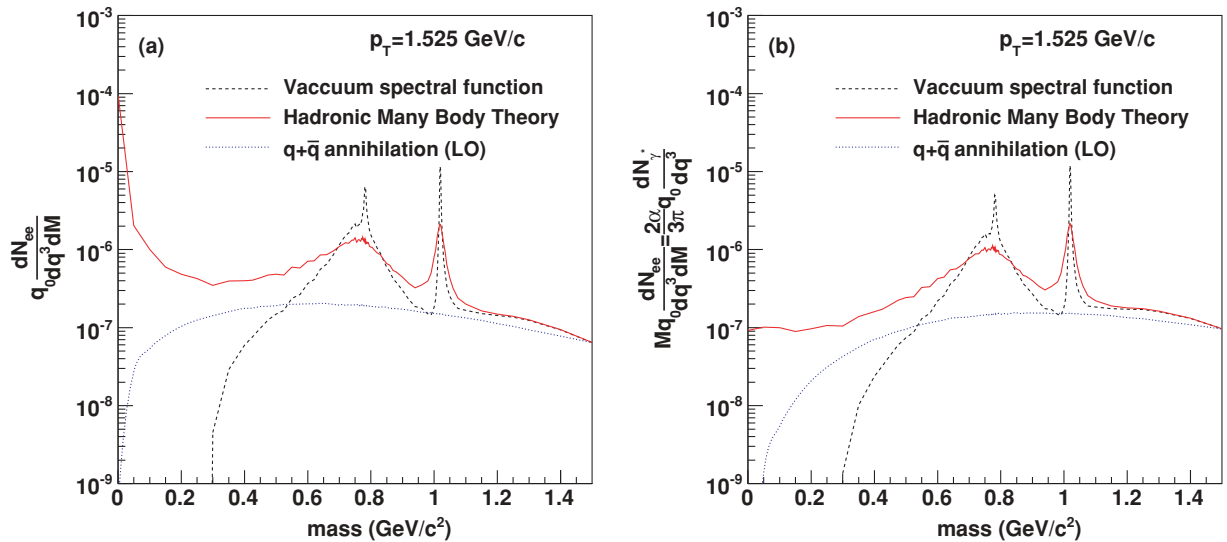 (a)
p_T=1.525 GeV/c
Vaccuum spectral function
Hadronic Many Body Theory
q+q̅ annihilation (LO)
dN_ee
q_0dq^3dM
10^-3
10^-4
10^-5
10^-6
10^-7
10^-8
10^-9
0 0.2 0.4 0.6 0.8 1 1.2 1.4
mass (GeV/c^2)
(b)
p_T=1.525 GeV/c
Vaccuum spectral function
Hadronic Many Body Theory
q+q̅ annihilation (LO)
Mq_0 dN_ee/dq^3dM = 2α/3π q_0 dN_γ*/dq^3
10^-3
10^-4
10^-5
10^-6
10^-7
10^-8
10^-9
0 0.2 0.4 0.6 0.8 1 1.2 1.4
mass (GeV/c^2)